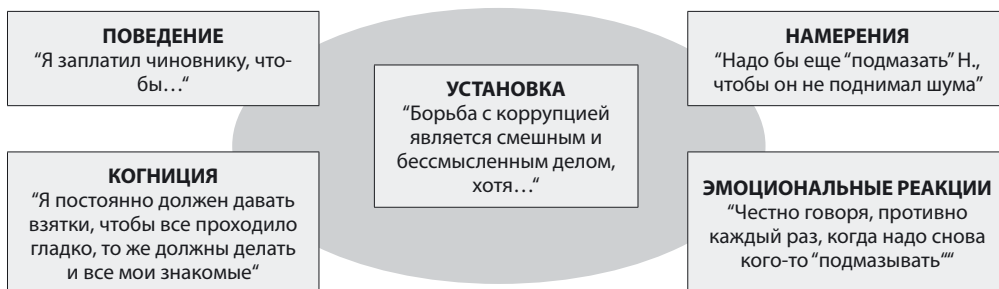 ПОВЕДЕНИЕ
“Я заплатил чиновнику, что-
бы…“
НАМЕРЕНИЯ
“Надо бы еще “подмазать” Н.,
чтобы он не поднимал шума”
УСТАНОВКА
“Борьба с коррупцией
является смешным и
бессмысленным делом,
хотя…“
КОГНИЦИЯ
“Я постоянно должен давать
взятки, чтобы все проходило
гладко, то же должны делать
и все мои знакомые“
ЭМОЦИОНАЛЬНЫЕ РЕАКЦИИ
“Честно говоря, противно
каждый раз, когда надо снова
кого-то “подмазывать““